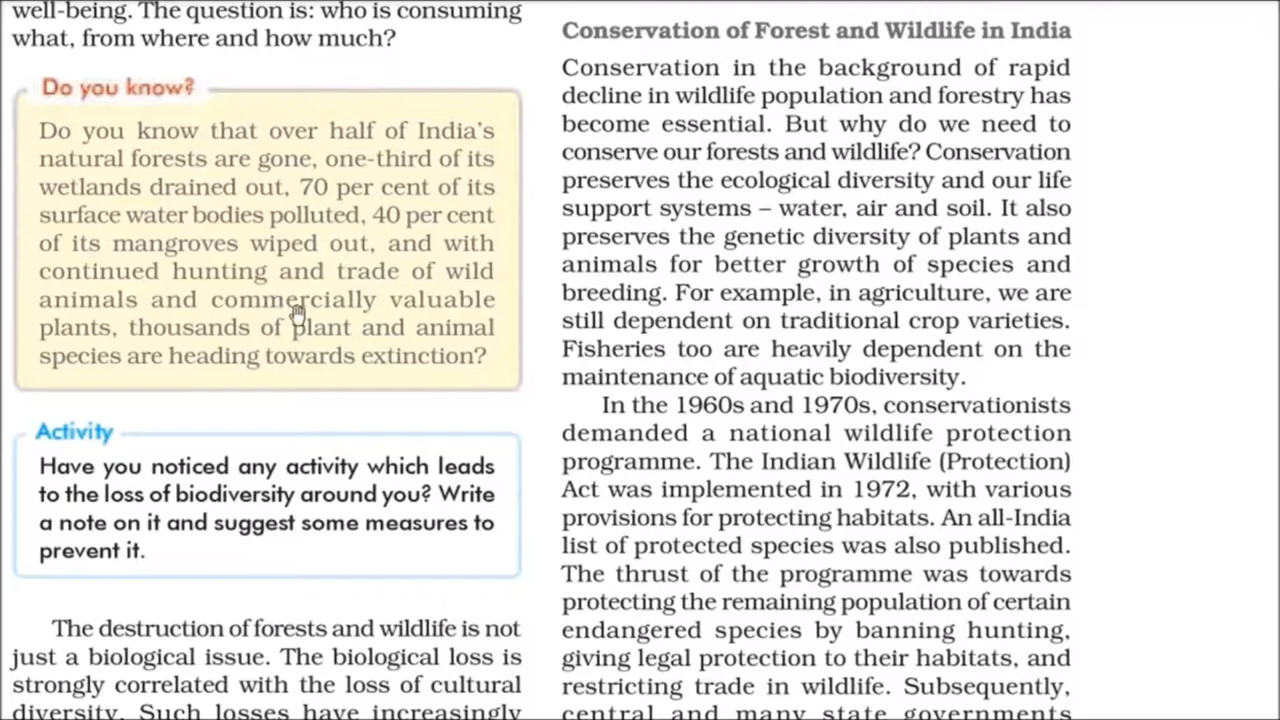 well-being. The question is: who is consuming
what, from where and how much?
Do you know?
Do you know that over half of India's
natural forests are gone, one-third of its
wetlands drained out, 70 per cent of its
surface water bodies polluted, 40 per cent
of its mangroves wiped out, and with
continued hunting and trade of wild
animals and commercially valuable
plants, thousands of plant and animal
species are heading towards extinction?
Activity
Have you noticed any activity which leads
to the loss of biodiversity around you? Write
a note on it and suggest some measures to
prevent it.
The destruction of forests and wildlife is not
just a biological issue. The biological loss is
strongly correlated with the loss of cultural
diversity. Such losses have increasingly
Conservation of Forest and Wildlife in India
Conservation in the background of rapid
decline in wildlife population and forestry has
become essential. But why do we need to
conserve our forests and wildlife? Conservation
preserves the ecological diversity and our life
support systems – water, air and soil. It also
preserves the genetic diversity of plants and
animals for better growth of species and
breeding. For example, in agriculture, we are
still dependent on traditional crop varieties.
Fisheries too are heavily dependent on the
maintenance of aquatic biodiversity.
In the 1960s and 1970s, conservationists
demanded a national wildlife protection
programme. The Indian Wildlife (Protection)
Act was implemented in 1972, with various
provisions for protecting habitats. An all-India
list of protected species was also published.
The thrust of the programme was towards
protecting the remaining population of certain
endangered species by banning hunting,
giving legal protection to their habitats, and
restricting trade in wildlife. Subsequently,
central and many state governments